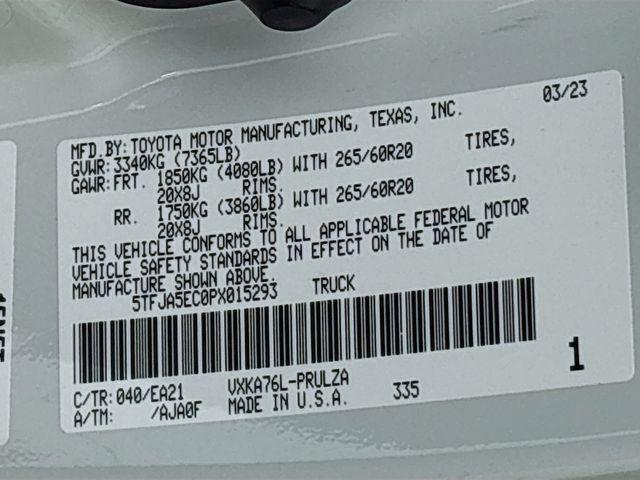 03/23
MFD.BY: TOYOTA MOTOR MANUFACTURING, TEXAS, INC.
GVWR: 3340KG (7365LB)
GAWR: FRT. 1850KG (4080LB) WITH 265/60R20 TIRES,
20X8J RIMS.
RR. 1750KG (3860LB) WITH 265/60R20 TIRES,
20X8J RIMS.
THIS VEHICLE CONFORMS TO ALL APPLICABLE FEDERAL MOTOR
VEHICLE SAFETY STANDARDS IN EFFECT ON THE DATE OF
MANUFACTURE SHOWN ABOVE.
5TFJA5EC0PX015293 TRUCK
C/TR: 040/EA21 VXKA76L-PRULZA
A/TM: /AJA0F MADE IN U.S.A. 335
1